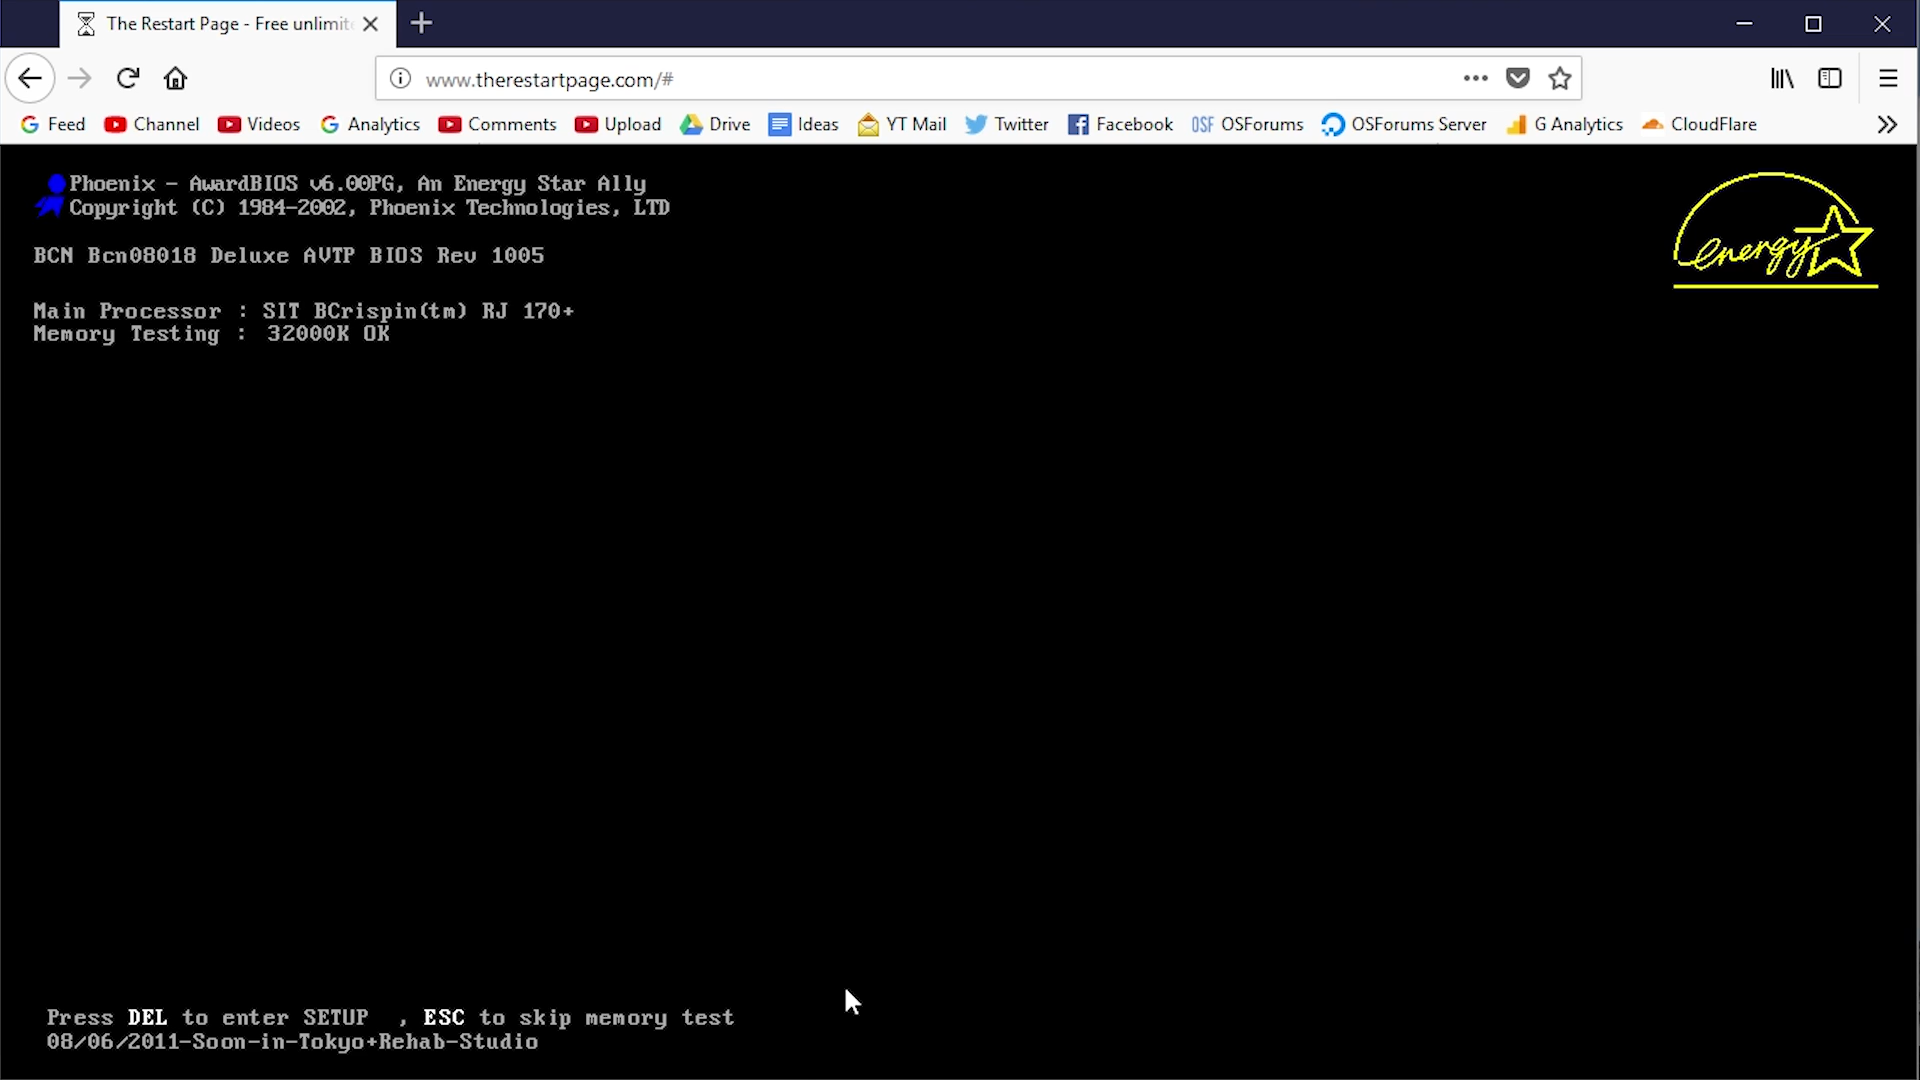 The Restart Page - Free unlimit
www.therestartpage.com/#
Feed Channel Videos Analytics Comments Upload Drive Ideas YT Mail Twitter Facebook OSF OSForums OSForums Server G Analytics CloudFlare
Phoenix - AwardBIOS v6.00PG, An Energy Star Ally
Copyright (C) 1984-2002, Phoenix Technologies, LTD
energy
BCN Bcn08018 Deluxe AVTP BIOS Rev 1005
Main Processor : SIT BCrispin(tm) RJ 170+
Memory Testing : 32000K OK
Press DEL to enter SETUP , ESC to skip memory test
08/06/2011-Soon-in-Tokyo+Rehab-Studio